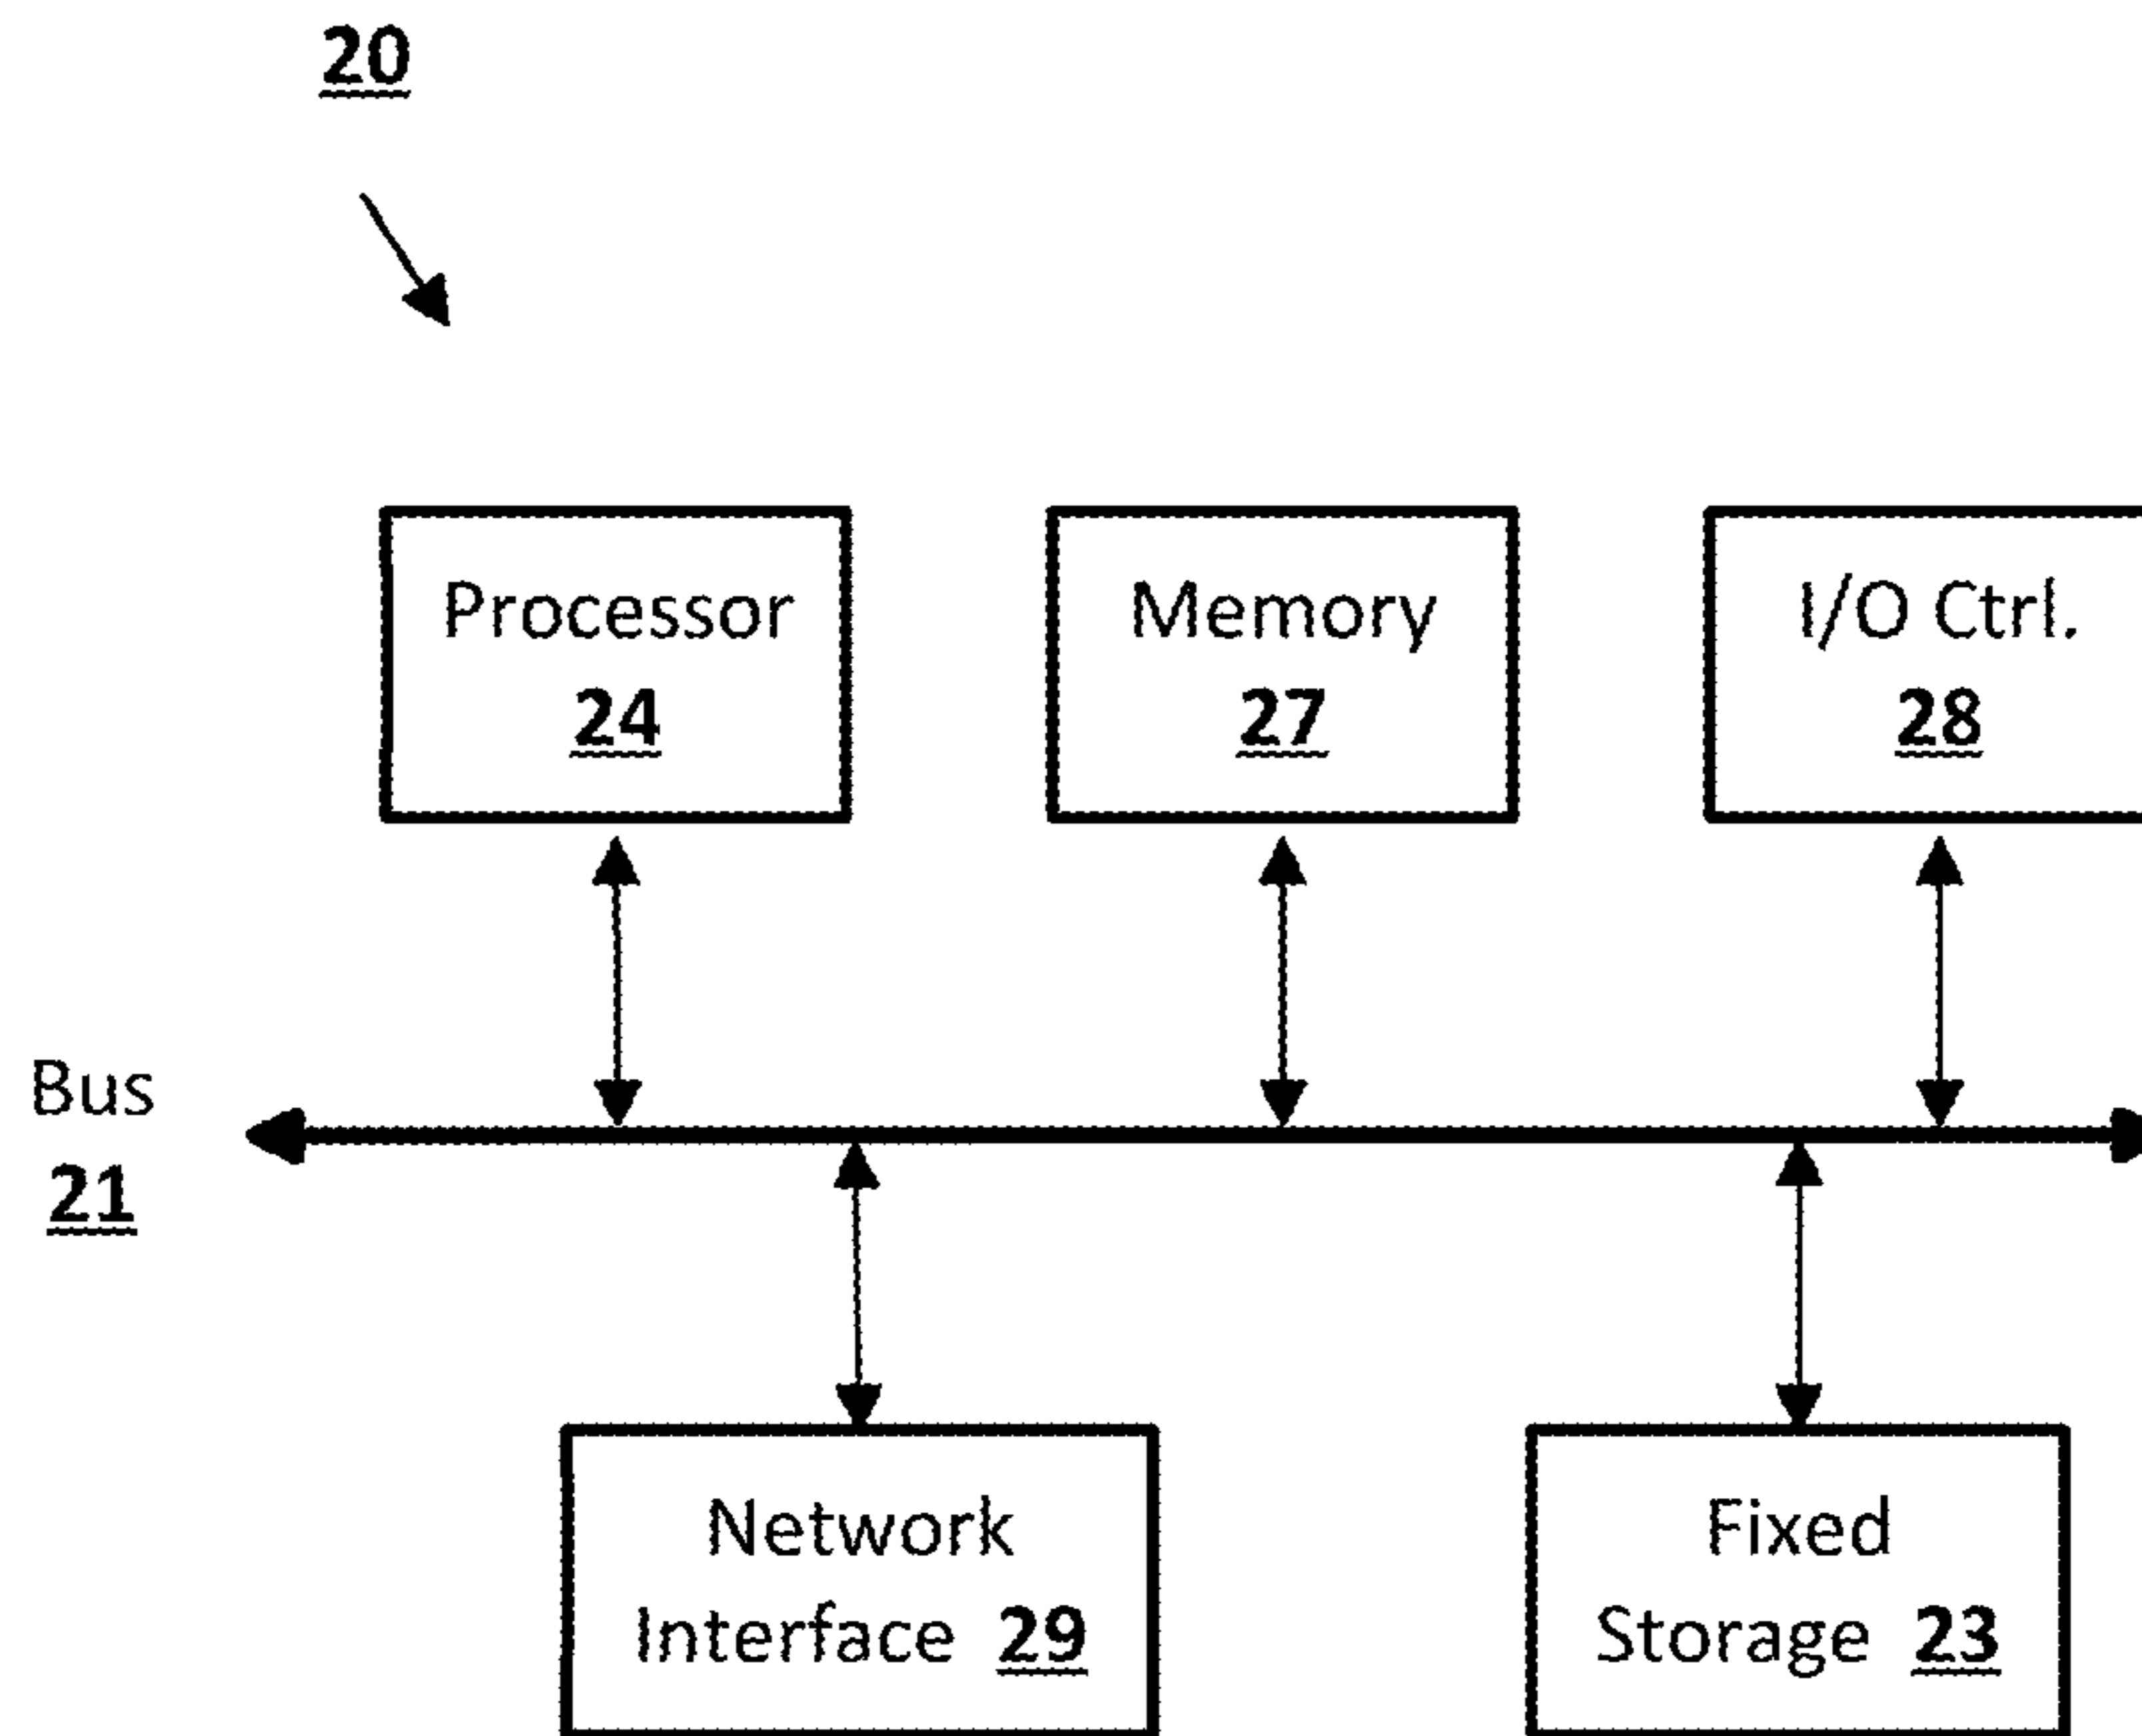 20
Processor
24
Memory
27
I/O Ctrl.
28
Bus
21
Network
Interface 29
Fixed
Storage 23